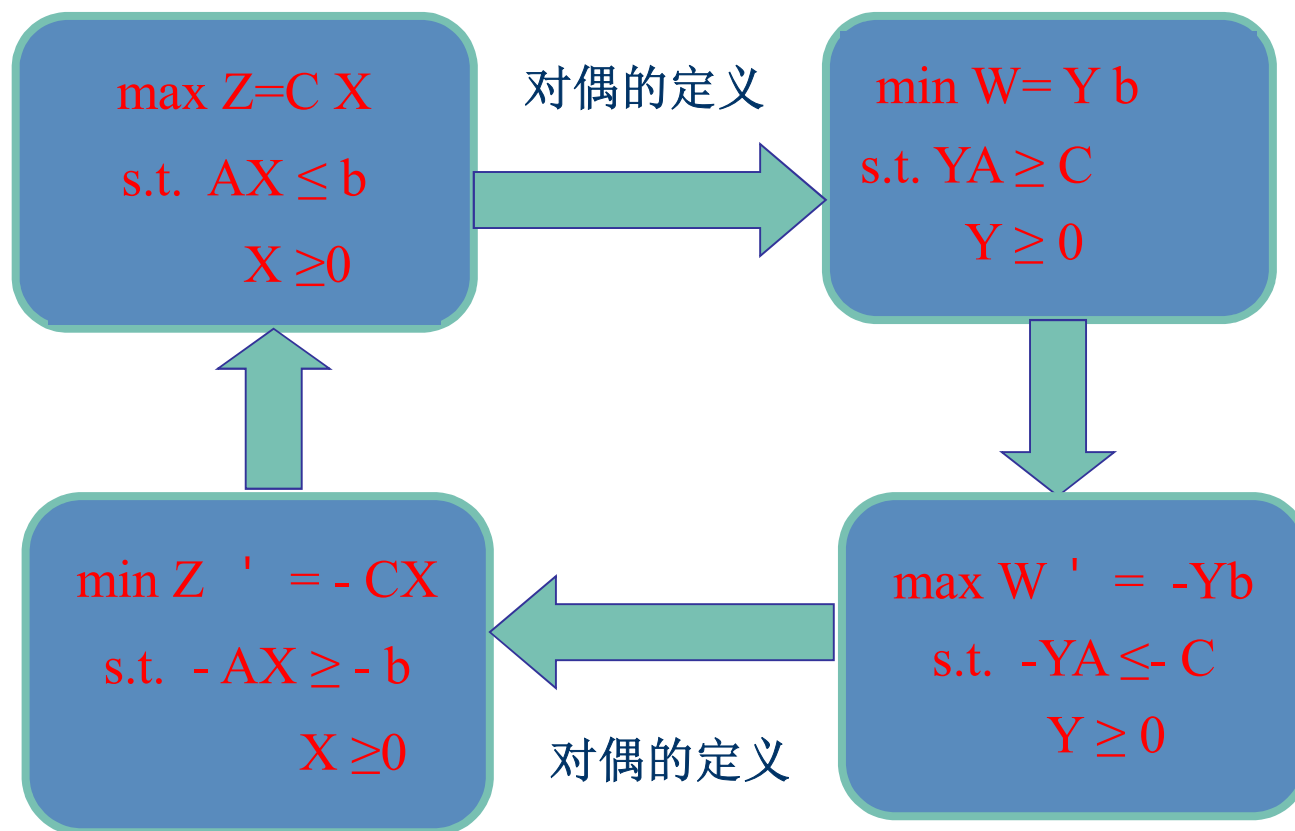 max Z=C X
s.t. AX ≤ b
X ≥0
对偶的定义
min W= Y b
s.t. YA ≥ C
Y ≥ 0
min Z ' = - CX
s.t. - AX ≥ - b
X ≥0
对偶的定义
max W ' = -Yb
s.t. -YA ≤- C
Y ≥ 0